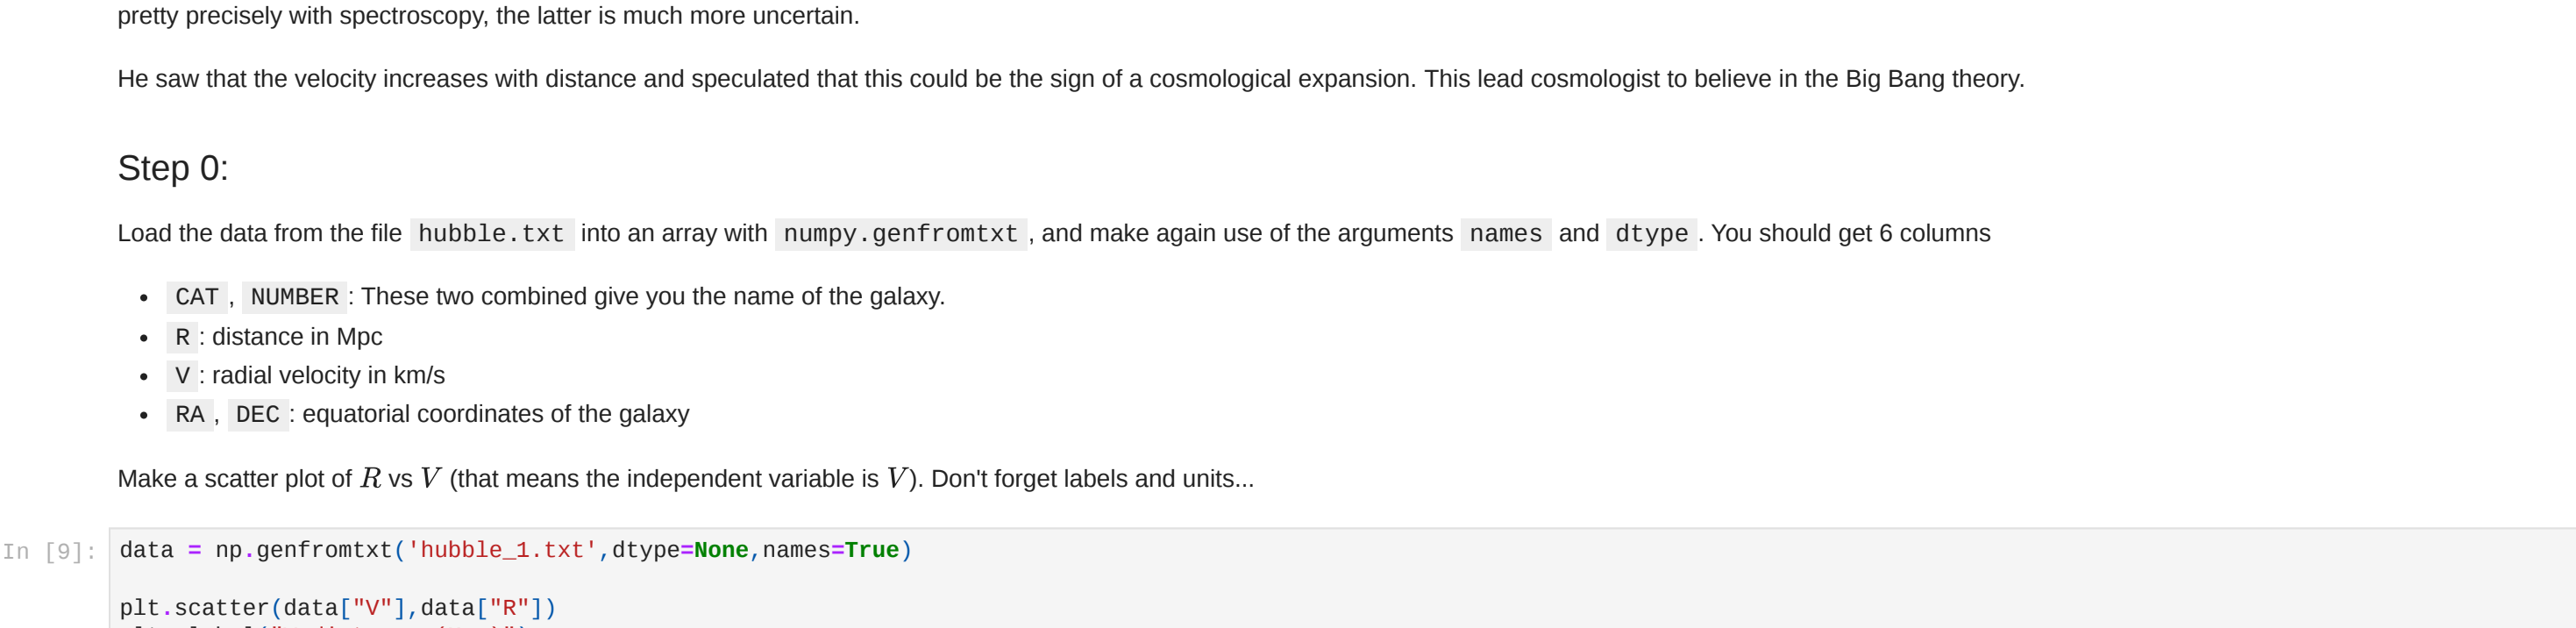 pretty precisely with spectroscopy, the latter is much more uncertain.
He saw that the velocity increases with distance and speculated that this could be the sign of a cosmological expansion. This lead cosmologist to believe in the Big Bang theory.
Step 0:
Load the data from the file hubble.txt into an array with numpy.genfromtxt , and make again use of the arguments names and dtype . You should get 6 columns
• CAT , NUMBER : These two combined give you the name of the galaxy.
• R : distance in Mpc
• V : radial velocity in km/s
• RA , DEC : equatorial coordinates of the galaxy
Make a scatter plot of R vs V (that means the independent variable is V). Don't forget labels and units...
In [9]: data = np.genfromtxt('hubble_1.txt',dtype=None,names=True)
plt.scatter(data["V"],data["R"])